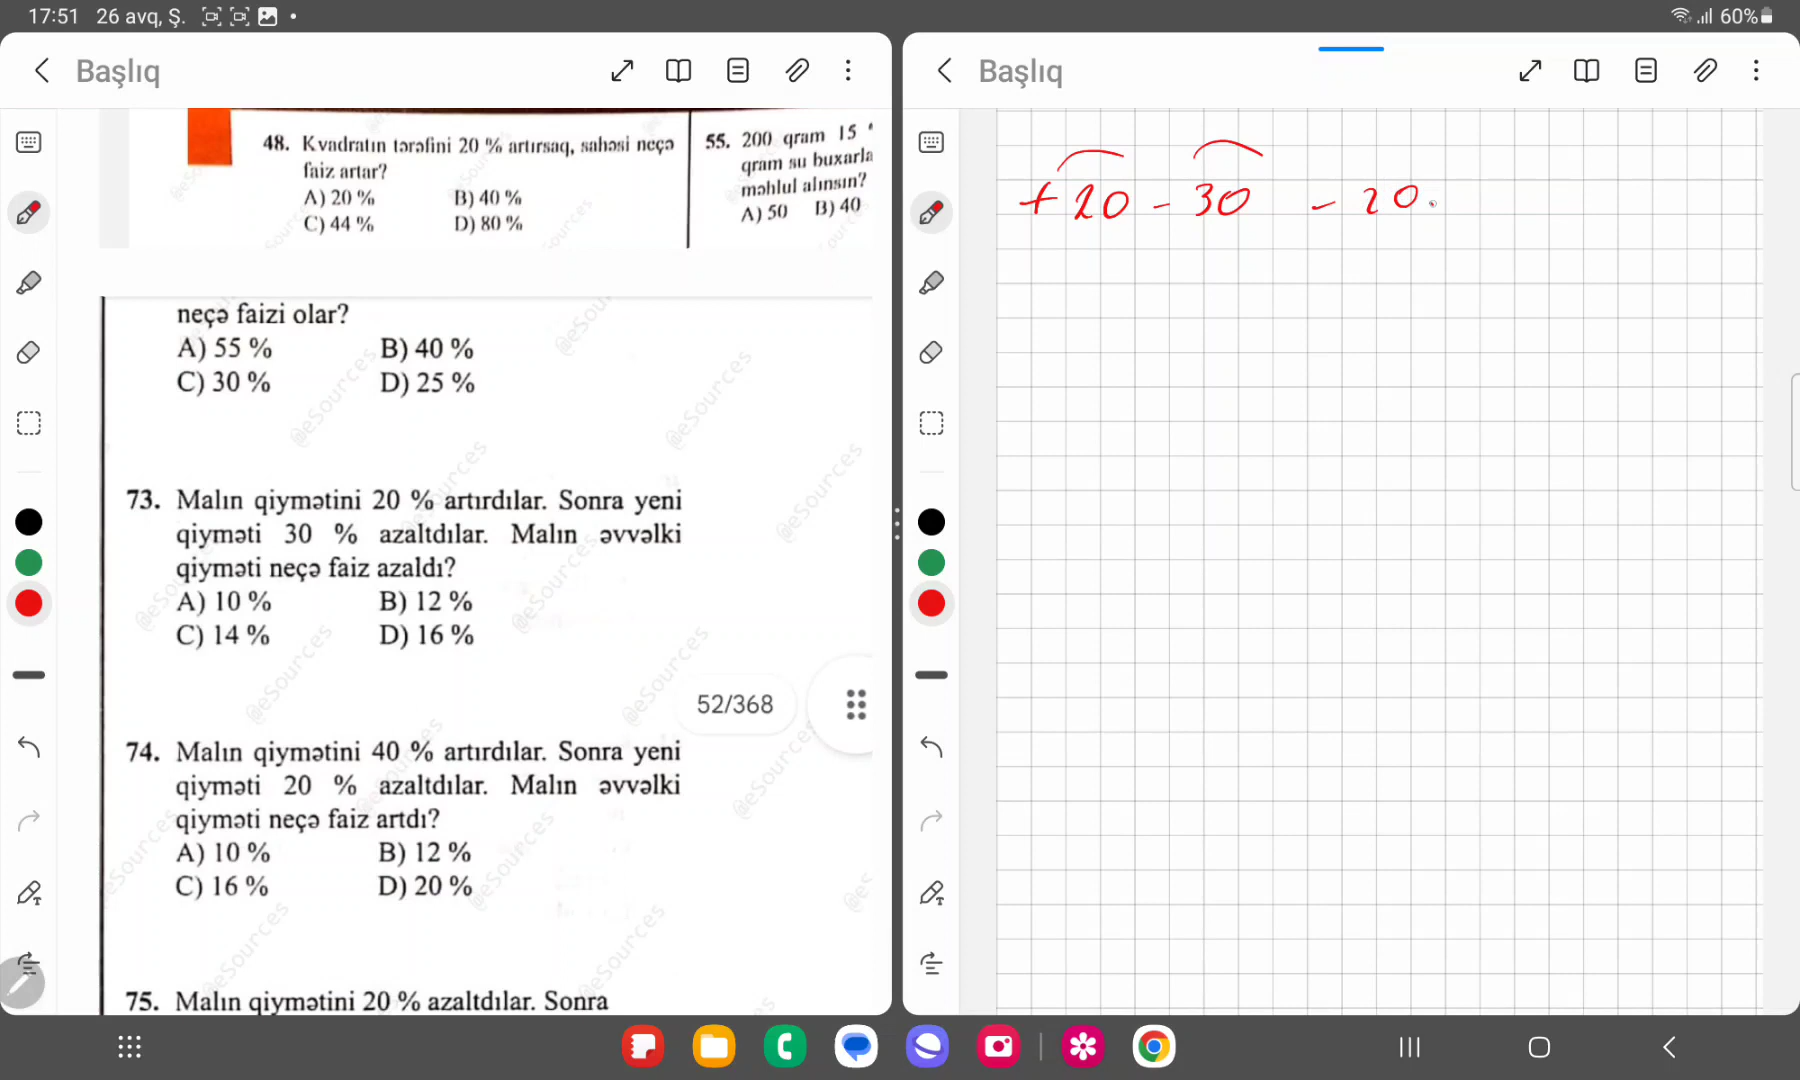 17:51 26 avq, Ş.
60%
Başlıq
48. Kvadratın tərəfini 20 % artırsaq, sahəsi neçə
faiz artar?
A) 20 % B) 40 %
C) 44 % D) 80 %
55. 200 qram 15
qram su buxarla
məhlul alınsın?
A) 50 B) 40
neçə faizi olar?
A) 55 % B) 40 %
C) 30 % D) 25 %
73. Malın qiymətini 20 % artırdılar. Sonra yeni
qiyməti 30 % azaltdılar. Malın əvvəlki
qiyməti neçə faiz azaldı?
A) 10 % B) 12 %
C) 14 % D) 16 %
52/368
74. Malın qiymətini 40 % artırdılar. Sonra yeni
qiyməti 20 % azaltdılar. Malın əvvəlki
qiyməti neçə faiz artdı?
A) 10 % B) 12 %
C) 16 % D) 20 %
75. Malın qiymətini 20 % azaltdılar. Sonra
@eSources
Başlıq
+20 - 30 - 20.